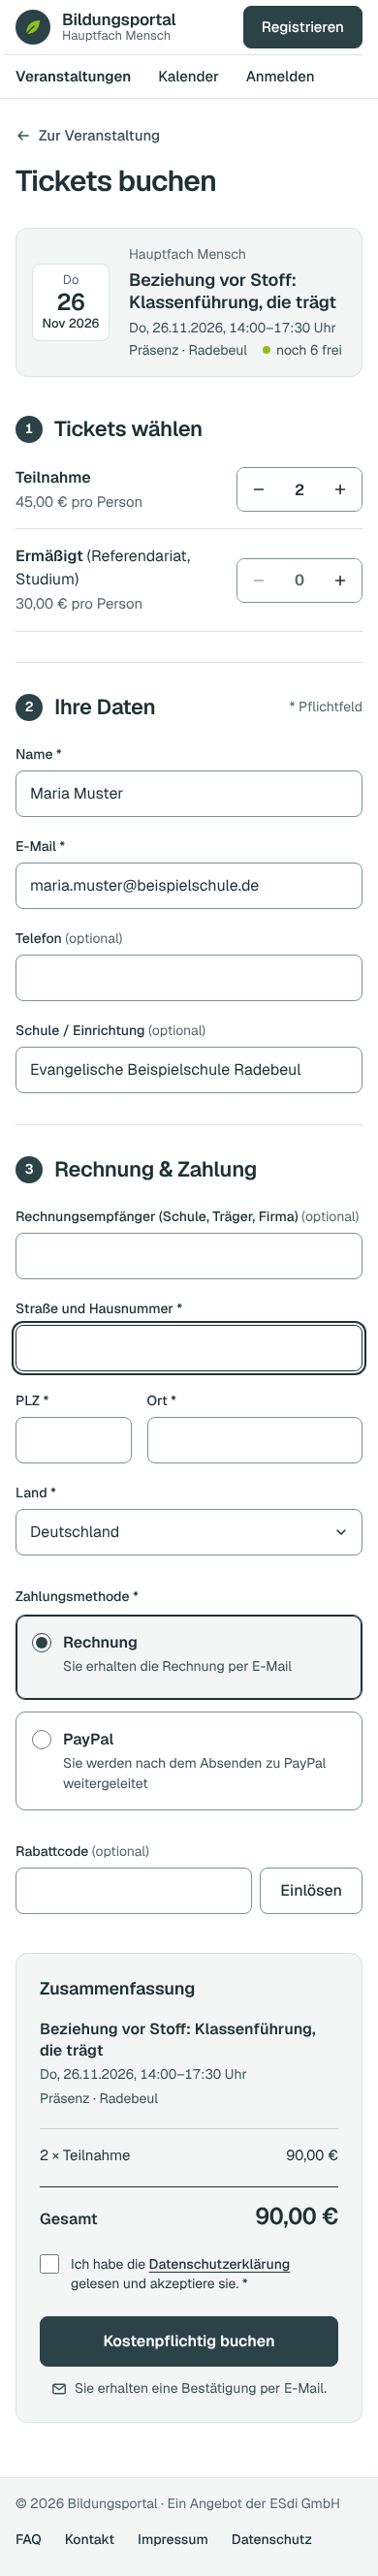 Bildungsportal
Hauptfach Mensch
Registrieren
Veranstaltungen Kalender Anmelden
← Zur Veranstaltung
Tickets buchen
Do
26
Nov 2026
Hauptfach Mensch
Beziehung vor Stoff:
Klassenführung, die trägt
Do, 26.11.2026, 14:00–17:30 Uhr
Präsenz · Radebeul noch 6 frei
1 Tickets wählen
Teilnahme
45,00 € pro Person
− 2 +
Ermäßigt (Referendariat,
Studium)
30,00 € pro Person
− 0 +
2 Ihre Daten * Pflichtfeld
Name *
Maria Muster
E-Mail *
maria.muster@beispielschule.de
Telefon (optional)
Schule / Einrichtung (optional)
Evangelische Beispielschule Radebeul
3 Rechnung & Zahlung
Rechnungsempfänger (Schule, Träger, Firma) (optional)
Straße und Hausnummer *
PLZ * Ort *
Land *
Deutschland
Zahlungsmethode *
Rechnung
Sie erhalten die Rechnung per E-Mail
PayPal
Sie werden nach dem Absenden zu PayPal
weitergeleitet
Rabattcode (optional)
Einlösen
Zusammenfassung
Beziehung vor Stoff: Klassenführung,
die trägt
Do, 26.11.2026, 14:00–17:30 Uhr
Präsenz · Radebeul
2 × Teilnahme 90,00 €
Gesamt 90,00 €
Ich habe die Datenschutzerklärung
gelesen und akzeptiere sie. *
Kostenpflichtig buchen
Sie erhalten eine Bestätigung per E-Mail.
© 2026 Bildungsportal · Ein Angebot der ESdi GmbH
FAQ Kontakt Impressum Datenschutz